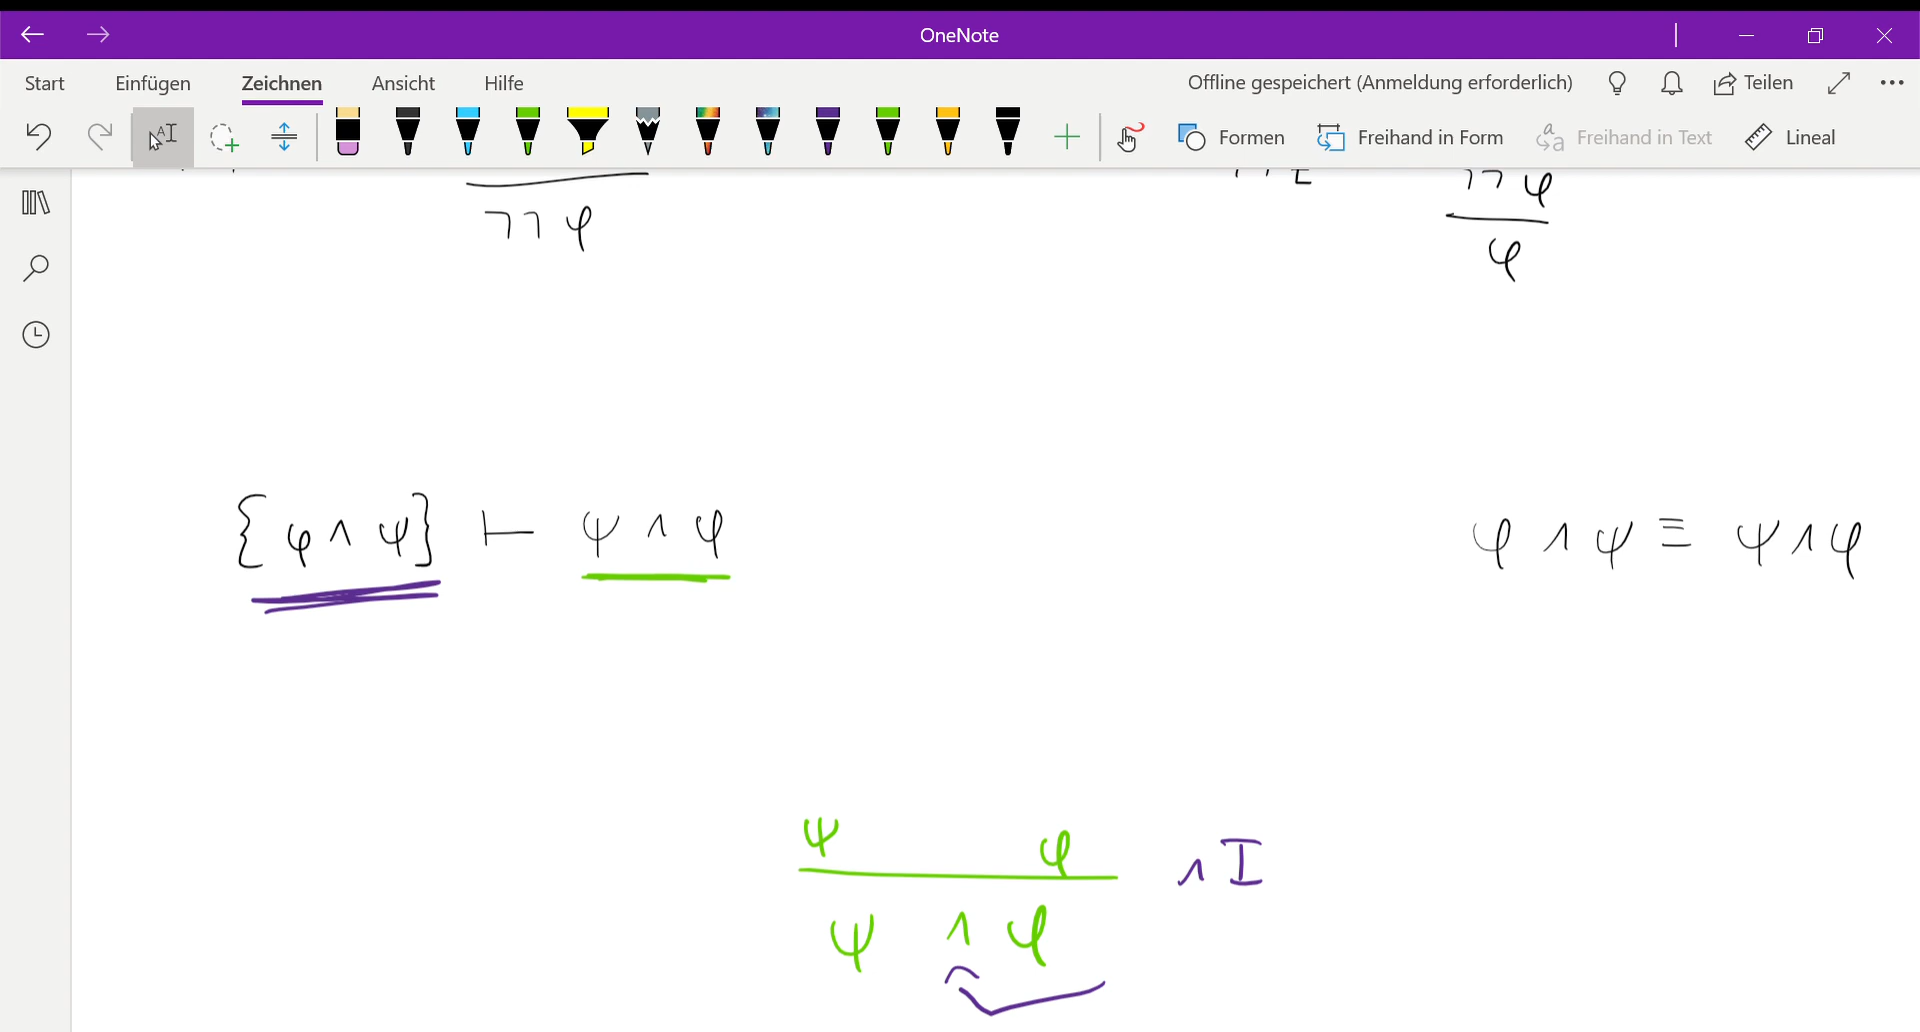 OneNote
Start Einfügen Zeichnen Ansicht Hilfe Offline gespeichert (Anmeldung erforderlich) Teilen
Formen Freihand in Form Freihand in Text Lineal
¬¬φ
¬¬φ
φ
{φ ∧ ψ} ⊢ ψ ∧ φ
φ ∧ ψ ≡ ψ ∧ φ
ψ φ ∧I
ψ ∧ φ